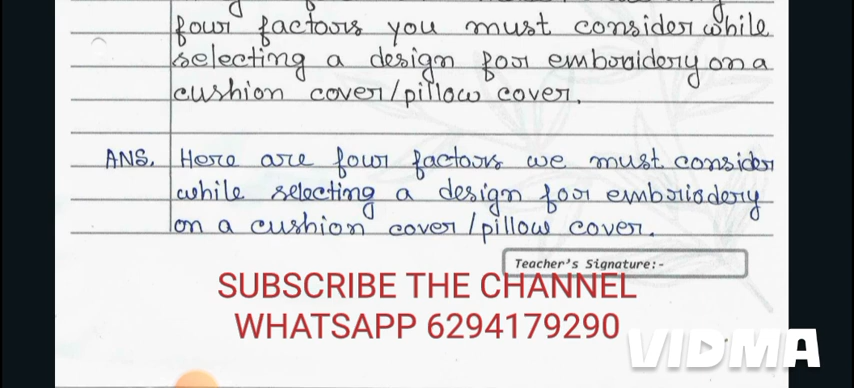 four factors you must consider while
selecting a design for embroidery on a
cushion cover/pillow cover.
ANS. Here are four factors we must consider
while selecting a design for embriodery
on a cushion cover/pillow cover.
Teacher's Signature:-
SUBSCRIBE THE CHANNEL
WHATSAPP 6294179290
VIDMA